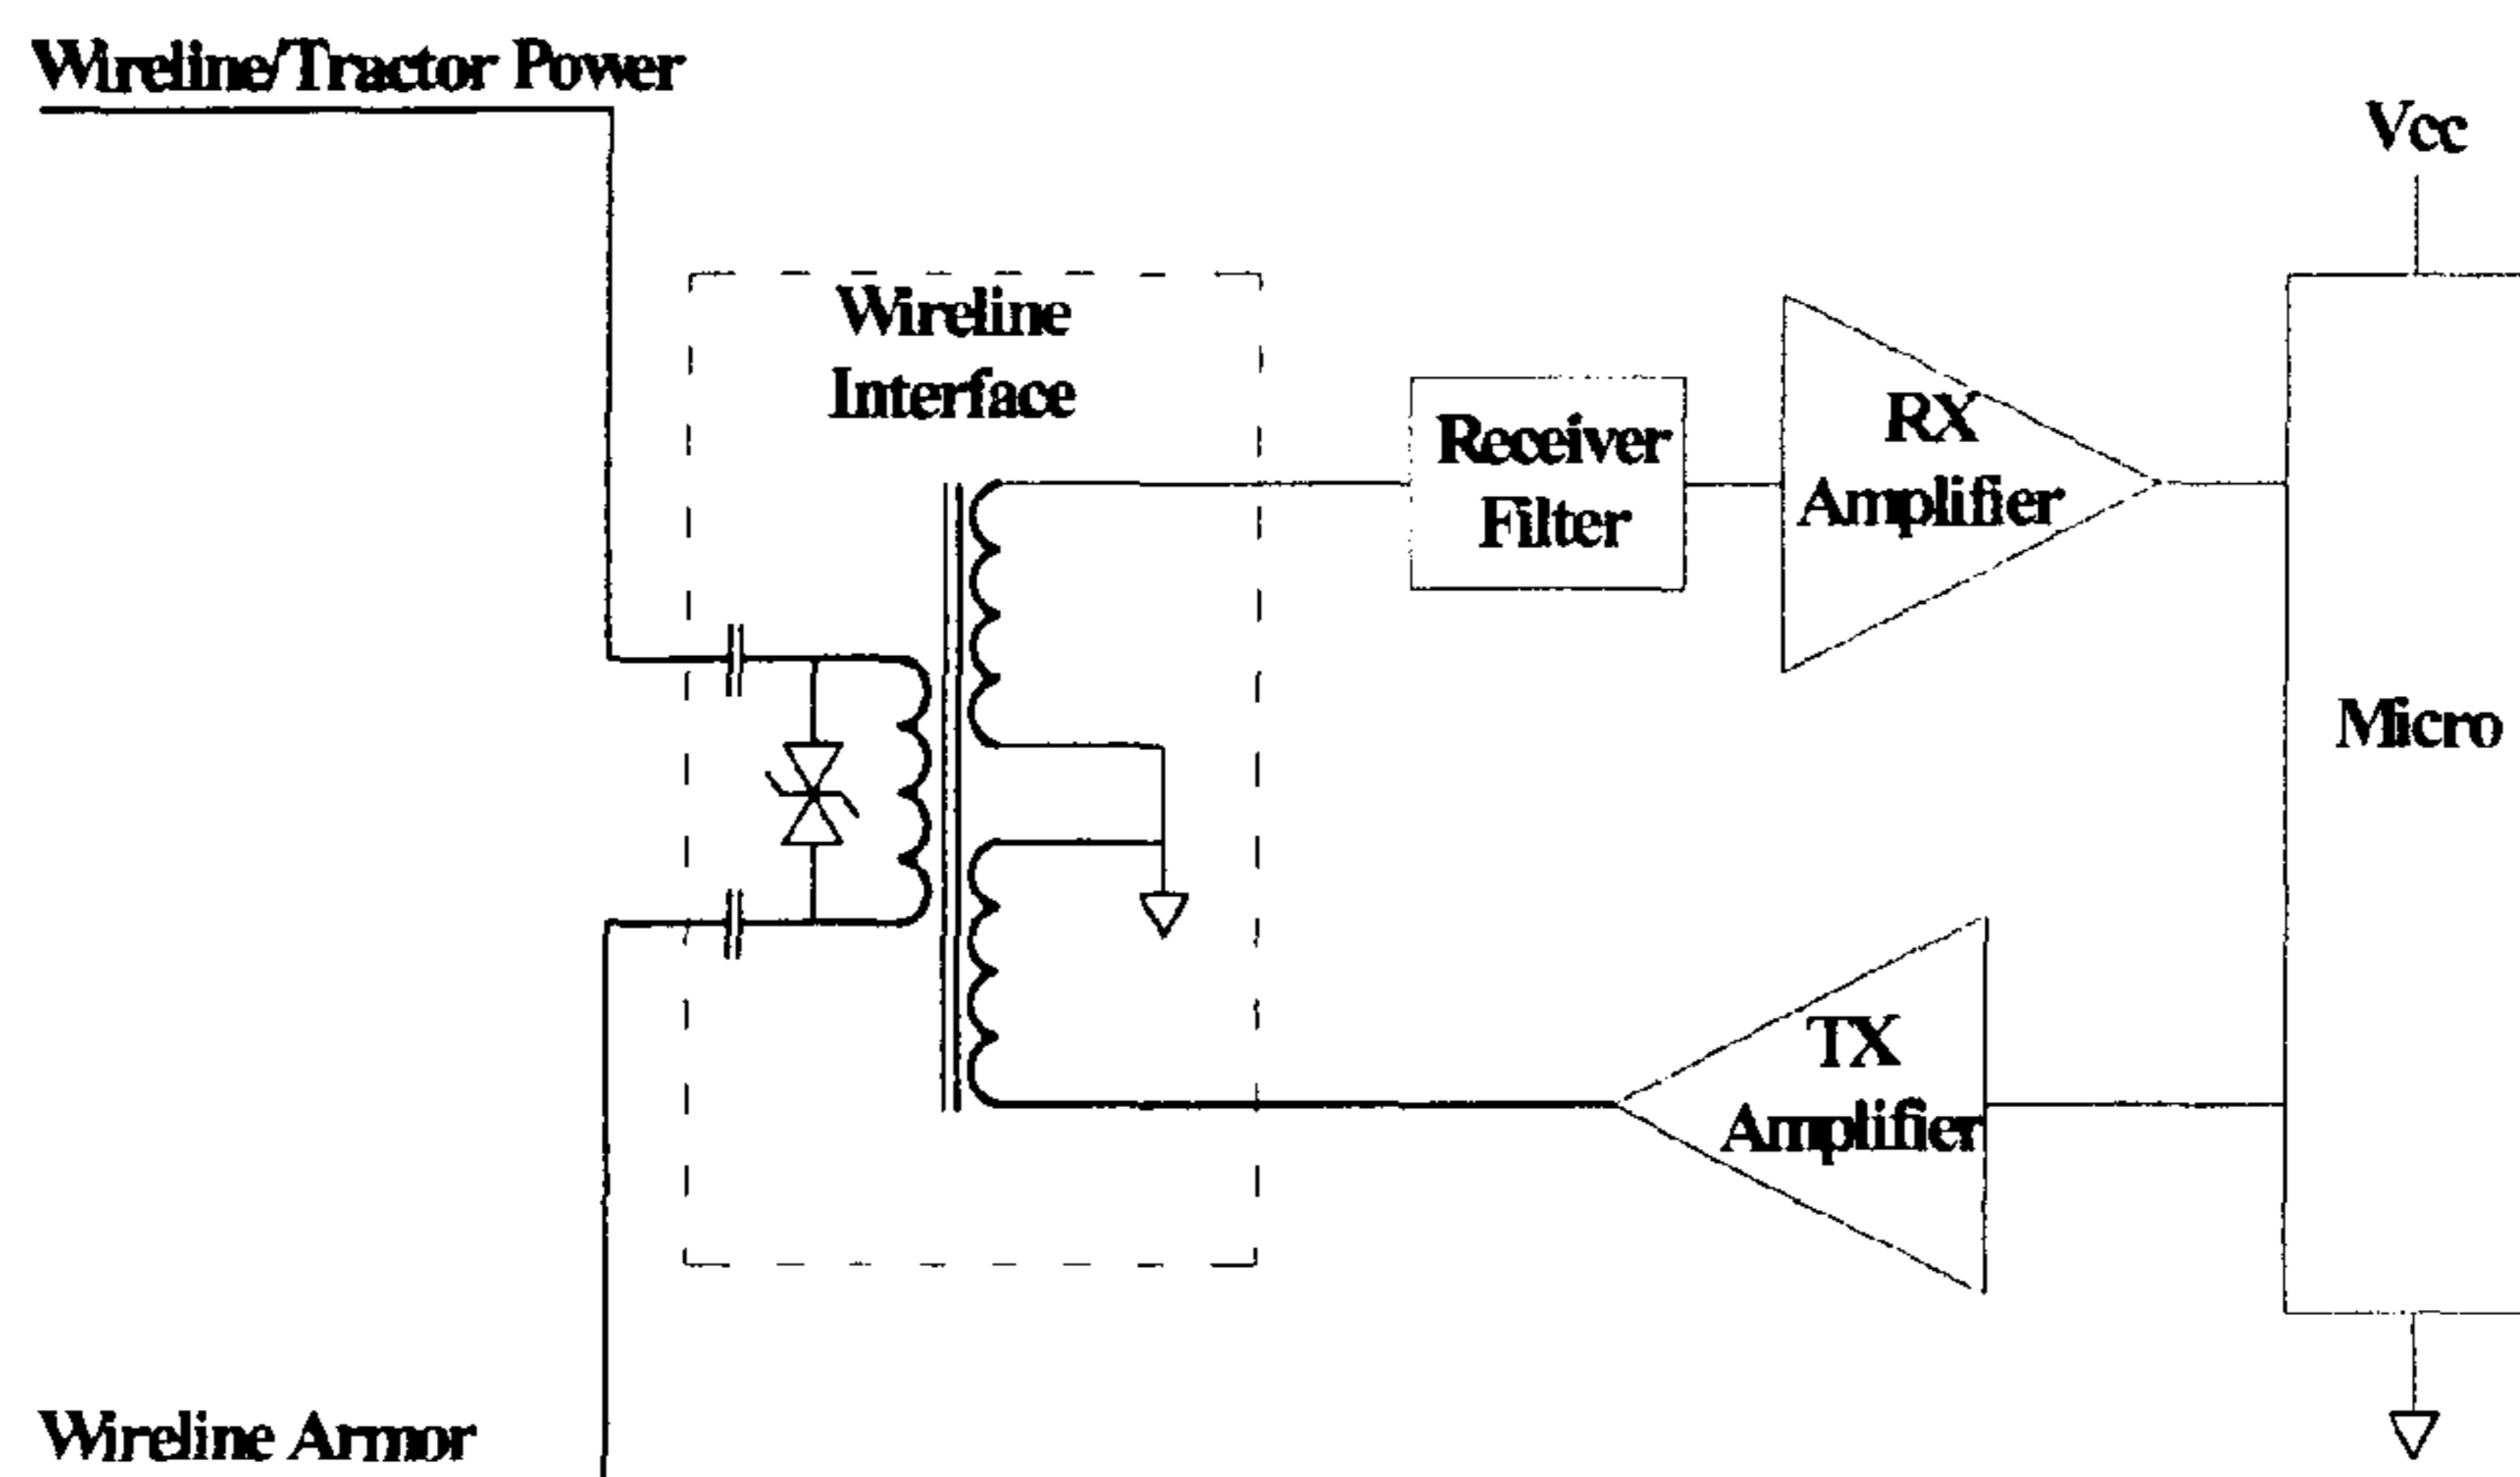 Wireline/Tractor Power
Vcc
Wireline
Interface
Receiver
Filter
RX
Amplifier
Micro
TX
Amplifier
Wireline Armor